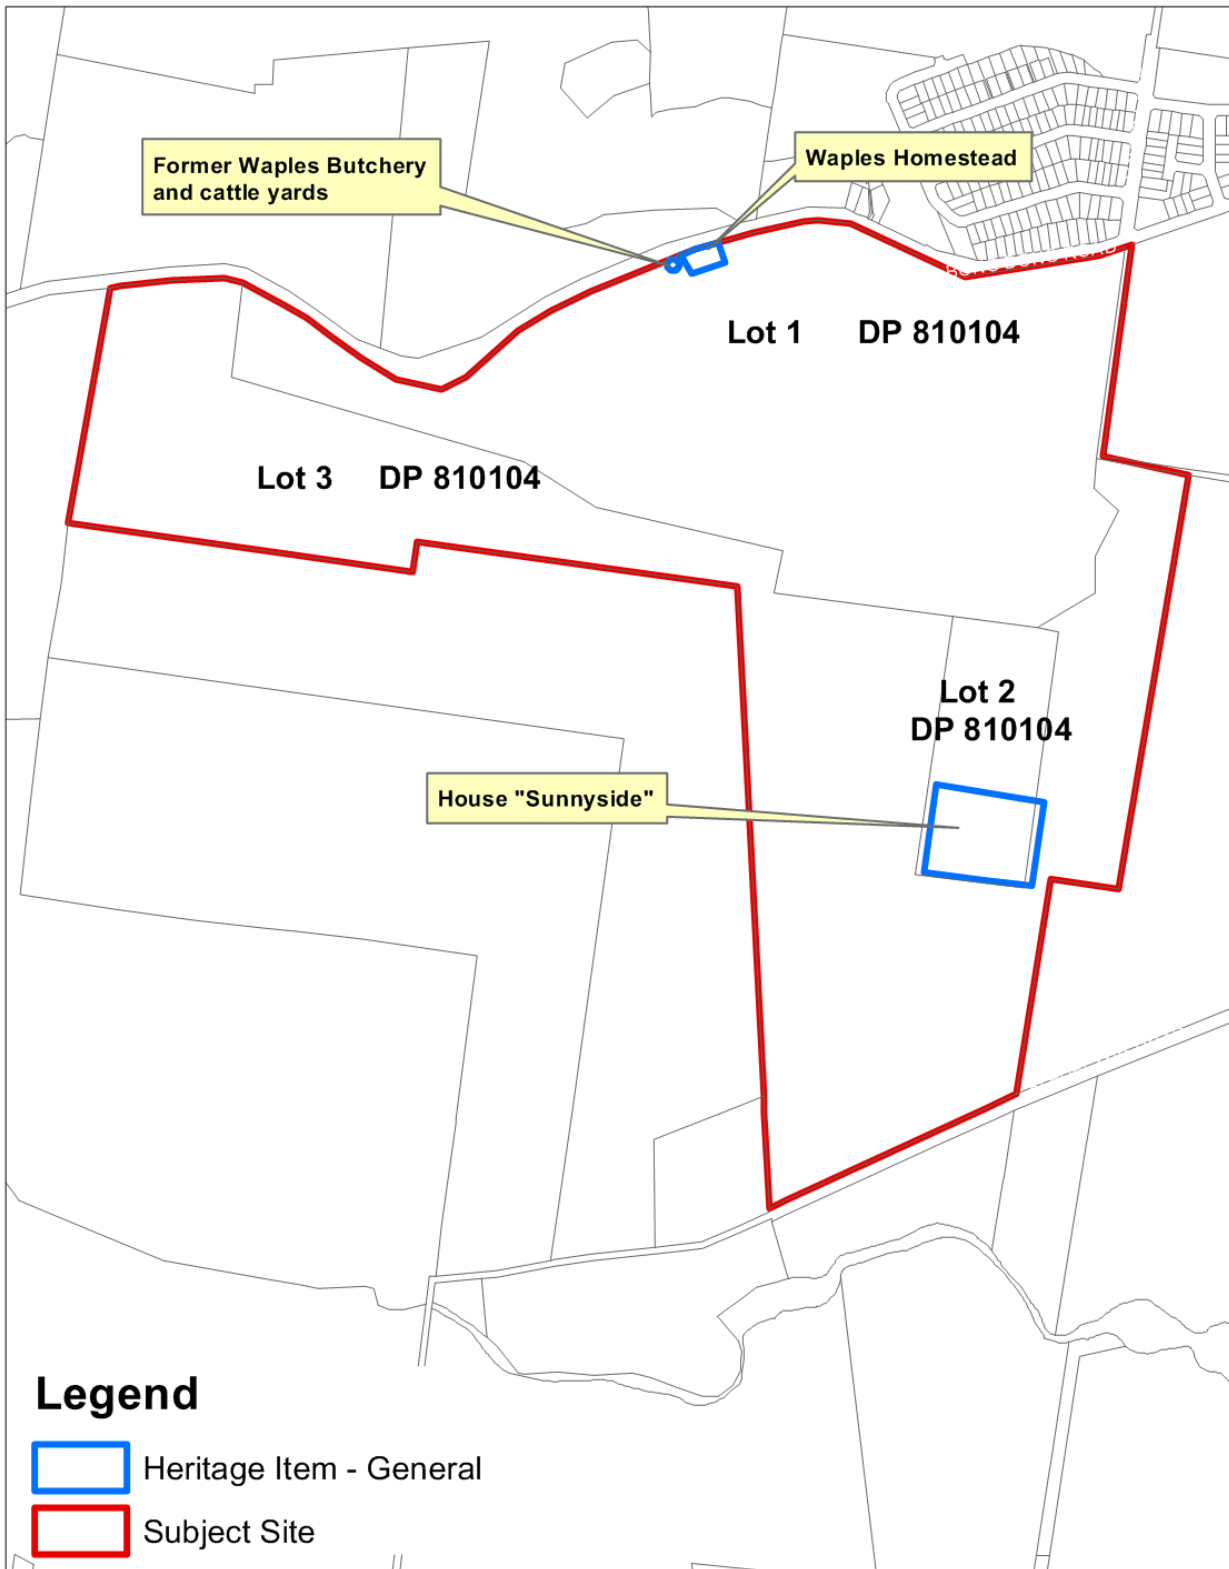 Former Waples Butchery
and cattle yards
Waples Homestead
ROAD
Lot 1 DP 810104
Lot 3 DP 810104
Lot 2
DP 810104
House "Sunnyside"
Legend
Heritage Item - General
Subject Site